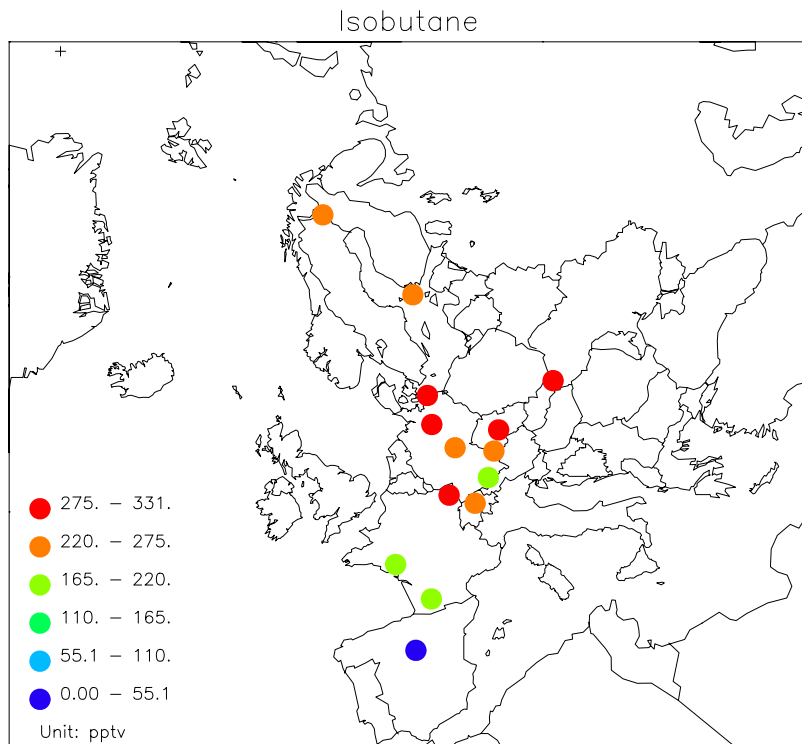 Isobutane
275. – 331.
220. – 275.
165. – 220.
110. – 165.
55.1 – 110.
0.00 – 55.1
Unit: pptv